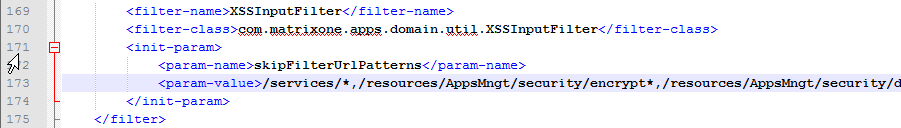 169 <filter-name>XSSInputFilter</filter-name>
170 <filter-class>com.matrixone.apps.domain.util.XSSInputFilter</filter-class>
171 <init-param>
172 <param-name>skipFilterUrlPatterns</param-name>
173 <param-value>/services/*,/resources/AppsMngt/security/encrypt*,/resources/AppsMngt/security/d
174 </init-param>
175 </filter>